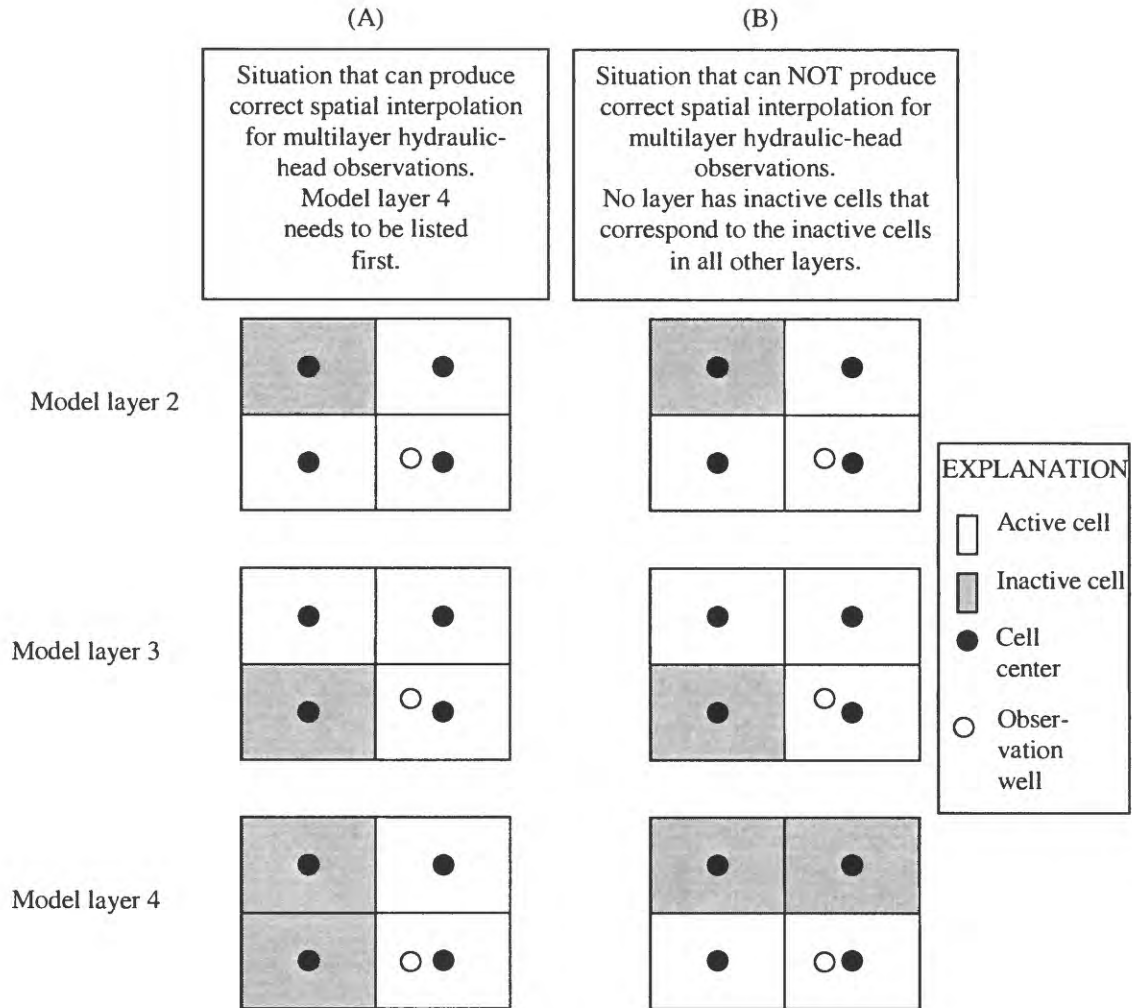 (A)
(B)
Situation that can produce
correct spatial interpolation
for multilayer hydraulic-
head observations.
Model layer 4
needs to be listed
first.
Situation that can NOT produce
correct spatial interpolation for
multilayer hydraulic-head
observations.
No layer has inactive cells that
correspond to the inactive cells
in all other layers.
Model layer 2
Model layer 3
Model layer 4
EXPLANATION
Active cell
Inactive cell
Cell
center
Obser-
vation
well